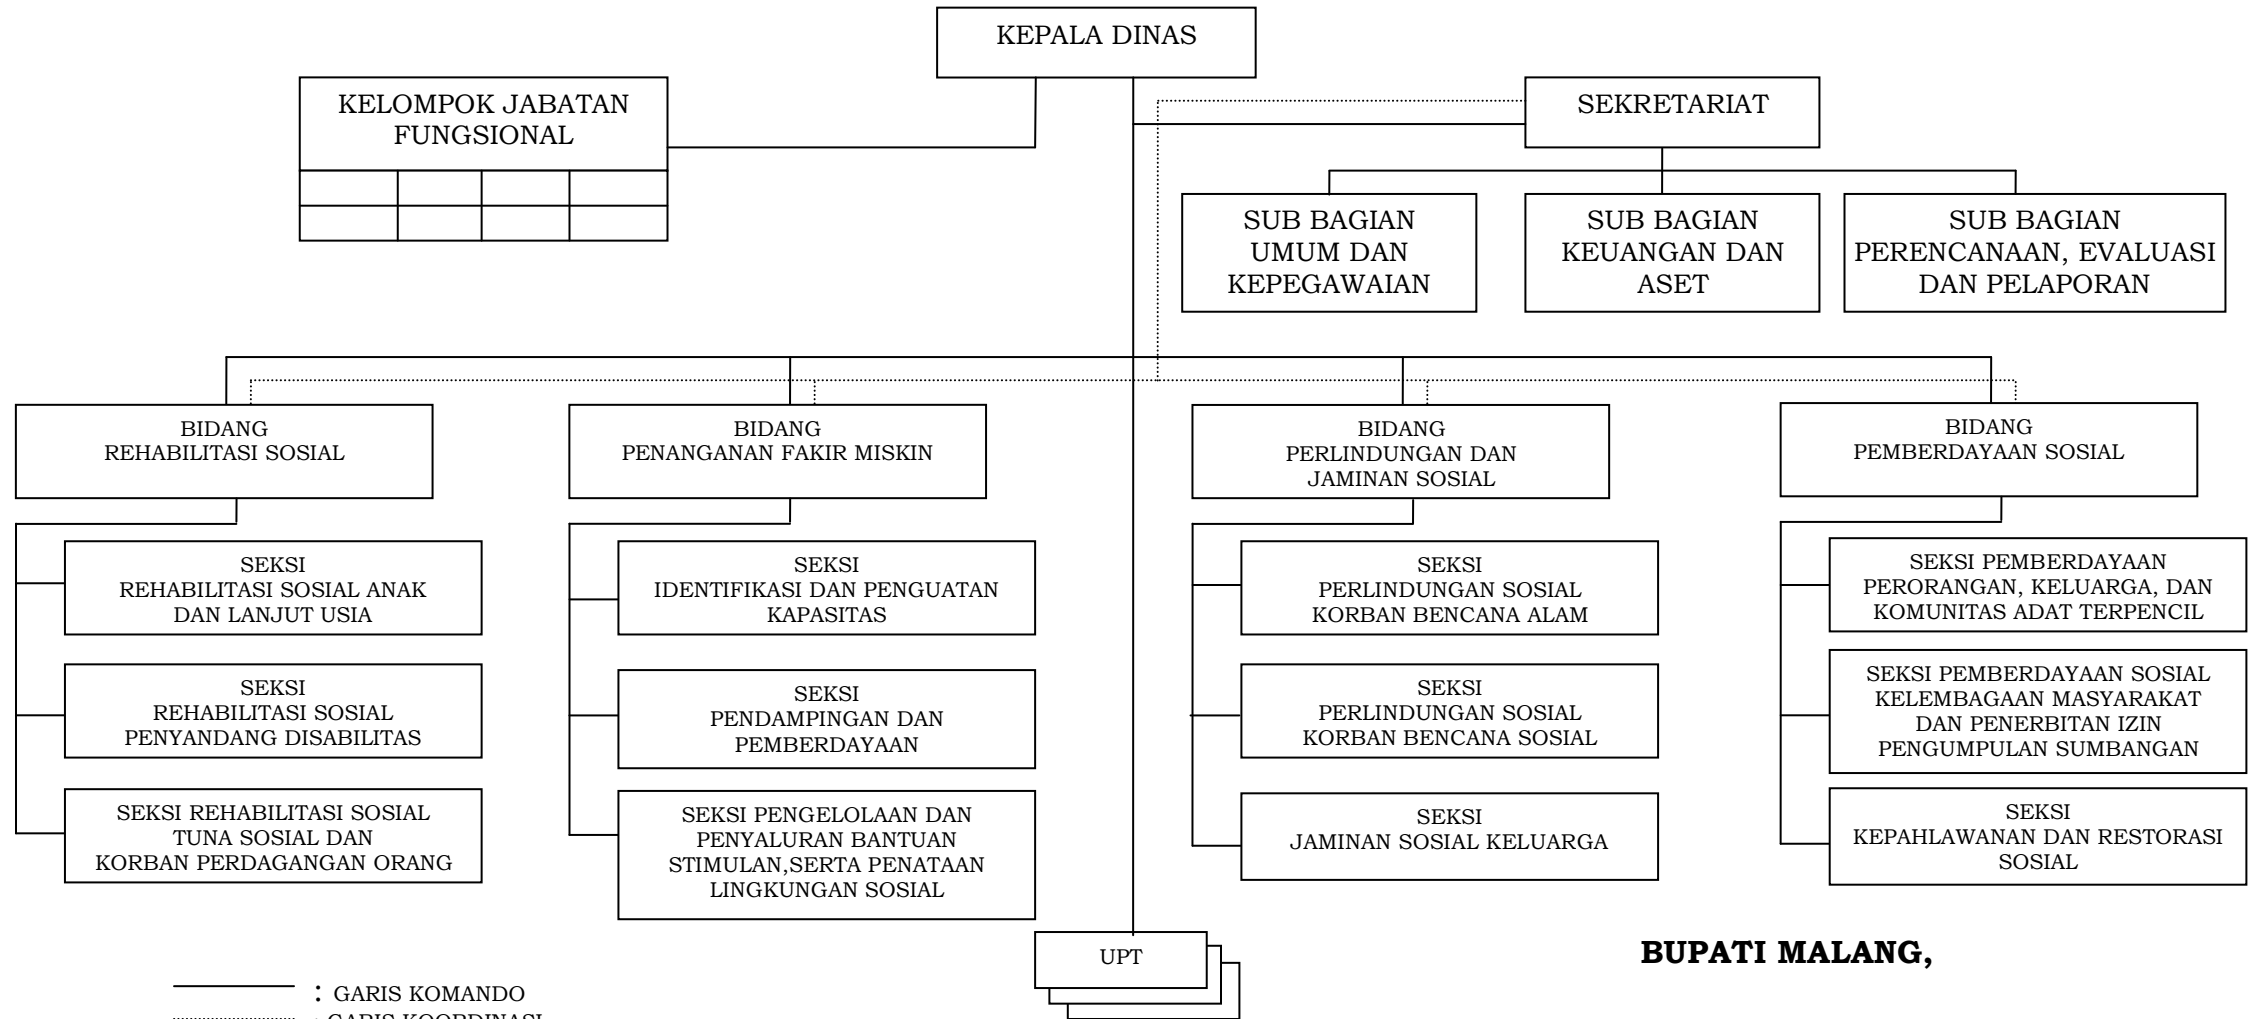 KEPALA DINAS
KELOMPOK JABATAN
FUNGSIONAL
SEKRETARIAT
SUB BAGIAN
UMUM DAN
KEPEGAWAIAN
SUB BAGIAN
KEUANGAN DAN
ASET
SUB BAGIAN
PERENCANAAN, EVALUASI
DAN PELAPORAN
BIDANG
REHABILITASI SOSIAL
BIDANG
PENANGANAN FAKIR MISKIN
BIDANG
PERLINDUNGAN DAN
JAMINAN SOSIAL
BIDANG
PEMBERDAYAAN SOSIAL
SEKSI
REHABILITASI SOSIAL ANAK
DAN LANJUT USIA
SEKSI
REHABILITASI SOSIAL
PENYANDANG DISABILITAS
SEKSI REHABILITASI SOSIAL
TUNA SOSIAL DAN
KORBAN PERDAGANGAN ORANG
SEKSI
IDENTIFIKASI DAN PENGUATAN
KAPASITAS
SEKSI
PENDAMPINGAN DAN
PEMBERDAYAAN
SEKSI PENGELOLAAN DAN
PENYALURAN BANTUAN
STIMULAN,SERTA PENATAAN
LINGKUNGAN SOSIAL
SEKSI
PERLINDUNGAN SOSIAL
KORBAN BENCANA ALAM
SEKSI
PERLINDUNGAN SOSIAL
KORBAN BENCANA SOSIAL
SEKSI
JAMINAN SOSIAL KELUARGA
SEKSI PEMBERDAYAAN
PERORANGAN, KELUARGA, DAN
KOMUNITAS ADAT TERPENCIL
SEKSI PEMBERDAYAAN SOSIAL
KELEMBAGAAN MASYARAKAT
DAN PENERBITAN IZIN
PENGUMPULAN SUMBANGAN
SEKSI
KEPAHLAWANAN DAN RESTORASI
SOSIAL
UPT
BUPATI MALANG,
: GARIS KOMANDO
: GARIS KOORDINASI